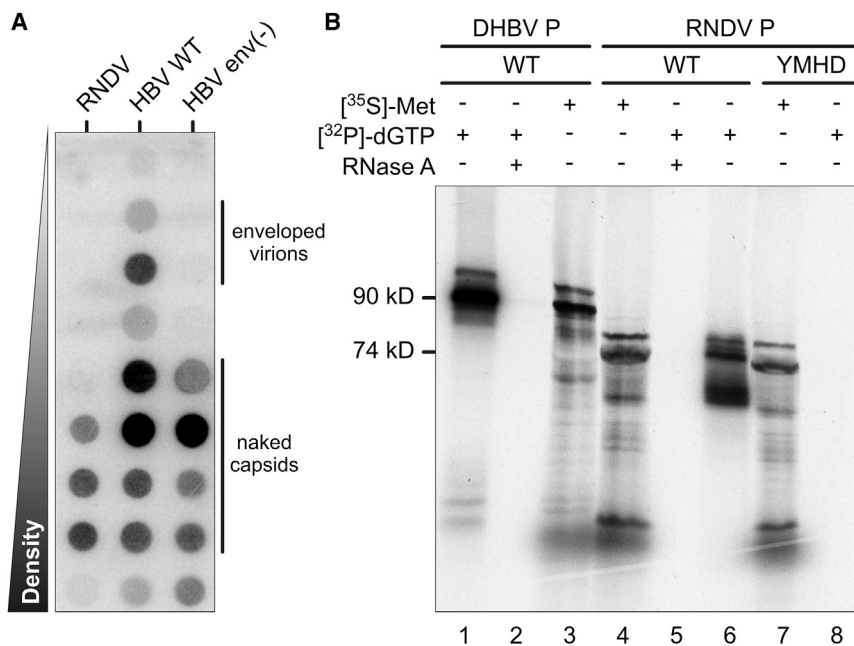 A
RNDV
HBV WT
HBV env(-)
enveloped
virions
naked
capsids
Density
B
DHBV P RNDV P
WT WT YMHD
[³⁵S]-Met - - + + - - + -
[³²P]-dGTP + + - - + + - +
RNase A - + - - + - - -
90 kD
74 kD
1 2 3 4 5 6 7 8